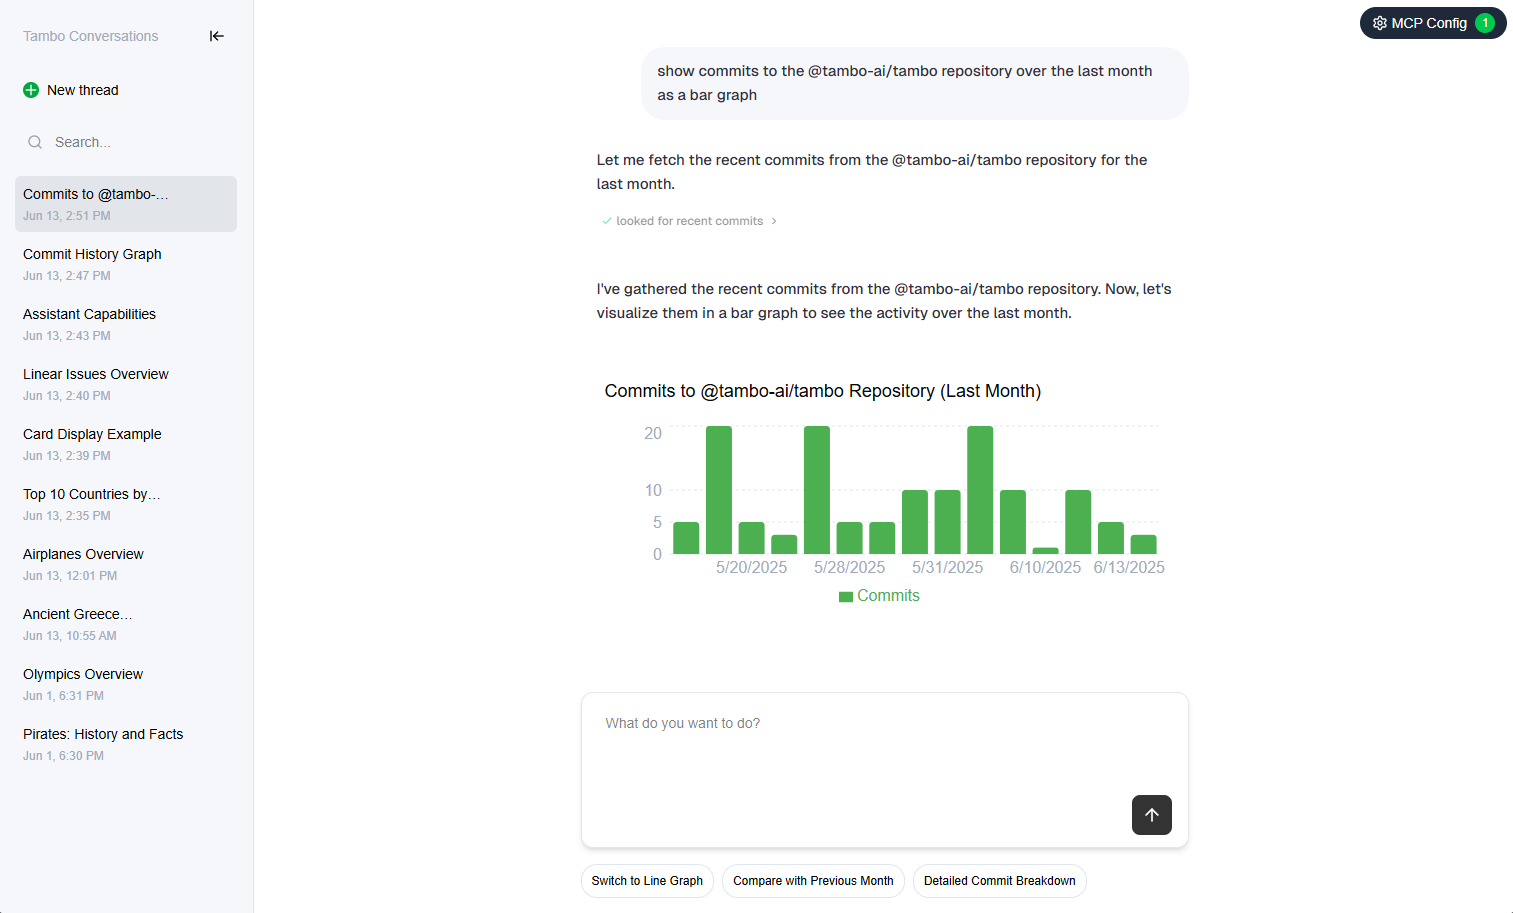 Tambo Conversations
New thread
Search...
Commits to @tambo-...
Jun 13, 2:51 PM
Commit History Graph
Jun 13, 2:47 PM
Assistant Capabilities
Jun 13, 2:43 PM
Linear Issues Overview
Jun 13, 2:40 PM
Card Display Example
Jun 13, 2:39 PM
Top 10 Countries by...
Jun 13, 2:35 PM
Airplanes Overview
Jun 13, 12:01 PM
Ancient Greece...
Jun 13, 10:55 AM
Olympics Overview
Jun 1, 6:31 PM
Pirates: History and Facts
Jun 1, 6:30 PM
MCP Config 1
show commits to the @tambo-ai/tambo repository over the last month
as a bar graph
Let me fetch the recent commits from the @tambo-ai/tambo repository for the
last month.
looked for recent commits
I've gathered the recent commits from the @tambo-ai/tambo repository. Now, let's
visualize them in a bar graph to see the activity over the last month.
Commits to @tambo-ai/tambo Repository (Last Month)
20
10
5
0
5/20/2025 5/28/2025 5/31/2025 6/10/2025 6/13/2025
Commits
What do you want to do?
Switch to Line Graph Compare with Previous Month Detailed Commit Breakdown